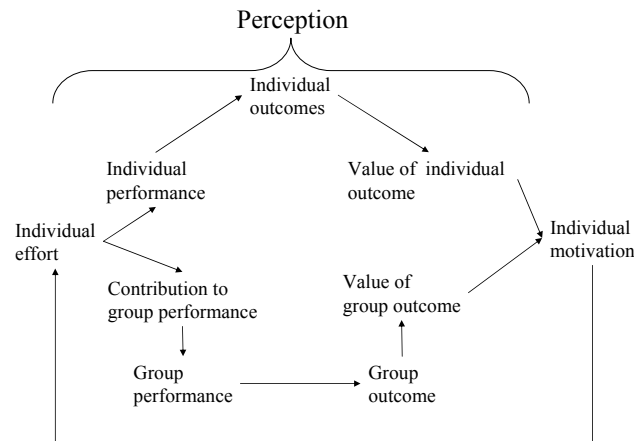 Perception
Individual
outcomes
Individual
performance
Value of individual
outcome
Individual
effort
Individual
motivation
Contribution to
group performance
Value of
group outcome
Group
performance
Group
outcome